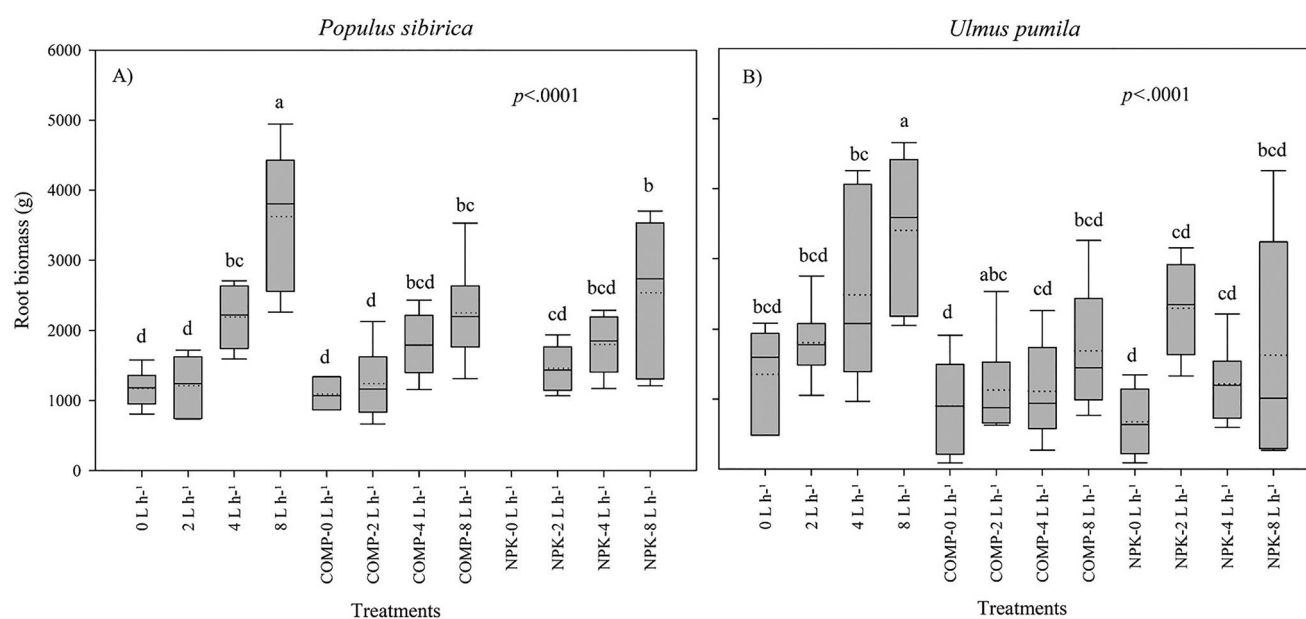 Populus sibirica
Ulmus pumila
A)
p<.0001
Root biomass (g)
6000
5000
4000
3000
2000
1000
0
d
d
bc
a
d
d
bcd
bc
cd
bcd
b
0 L h⁻¹
2 L h⁻¹
4 L h⁻¹
8 L h⁻¹
COMP-0 L h⁻¹
COMP-2 L h⁻¹
COMP-4 L h⁻¹
COMP-8 L h⁻¹
NPK-0 L h⁻¹
NPK-2 L h⁻¹
NPK-4 L h⁻¹
NPK-8 L h⁻¹
Treatments
B)
p<.0001
bcd
bcd
bc
a
d
abc
cd
bcd
d
cd
cd
bcd
0 L h⁻¹
2 L h⁻¹
4 L h⁻¹
8 L h⁻¹
COMP-0 L h⁻¹
COMP-2 L h⁻¹
COMP-4 L h⁻¹
COMP-8 L h⁻¹
NPK-0 L h⁻¹
NPK-2 L h⁻¹
NPK-4 L h⁻¹
NPK-8 L h⁻¹
Treatments